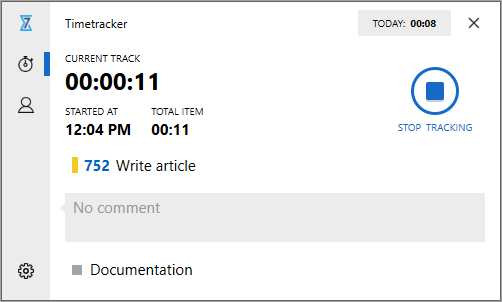 Timetracker
TODAY: 00:08
CURRENT TRACK
00:00:11
STARTED AT TOTAL ITEM
12:04 PM 00:11
STOP TRACKING
752 Write article
No comment
Documentation